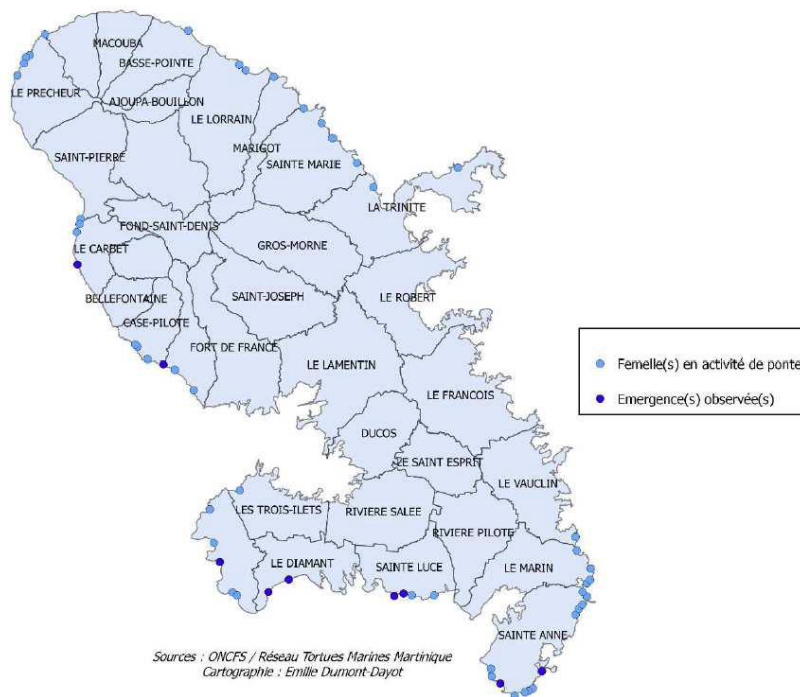 MACOUBA
BASSE-POINTE
LE PRECHEUR
AJOUPA-BOUILLON
LE LORRAIN
SAINT-PIERRE
MARIGOT
SAINTE MARIE
LA TRINITE
FOND-SAINT-DENIS
LE CARBET
GROS-MORNE
BELLEFONTAINE
SAINT-JOSEPH
LE ROBERT
CASE-PILOTE
FORT DE FRANCE
LE LAMENTIN
Femelle(s) en activité de ponte
LE FRANCOIS
Emergence(s) observée(s)
DUCOS
LE SAINT ESPRIT
LE VAUCLIN
LES TROIS-ILETS
RIVIERE SALEE
RIVIERE PILOTE
LE DIAMANT
SAINTE LUCE
LE MARIN
SAINTE ANNE
Sources : ONCFS / Réseau Tortues Marines Martinique
Cartographie : Emilie Dumont-Dayot